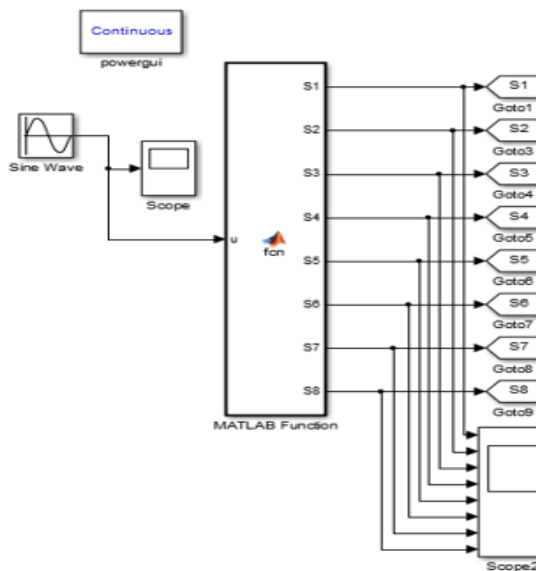 Continuous
powergui
Sine Wave
Scope
u
fcn
S1
S2
S3
S4
S5
S6
S7
S8
MATLAB Function
S1
Goto1
S2
Goto3
S3
Goto4
S4
Goto5
S5
Goto6
S6
Goto7
S7
Goto8
S8
Goto9
Scope2